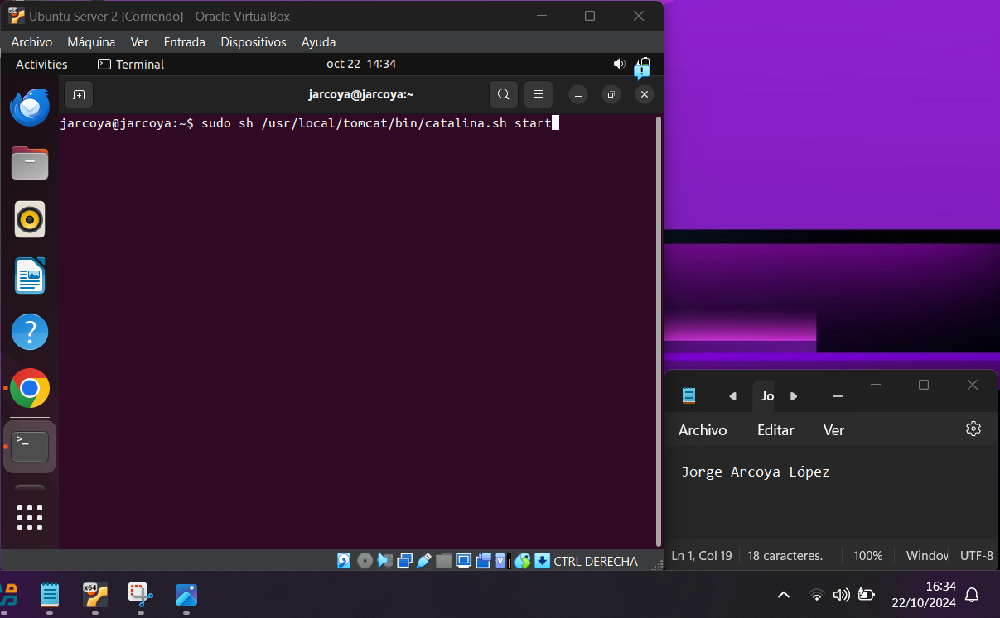 Ubuntu Server 2 [Corriendo] - Oracle VirtualBox
Archivo Máquina Ver Entrada Dispositivos Ayuda
Activities Terminal oct 22 14:34
jarcoya@jarcoya:~
jarcoya@jarcoya:~$ sudo sh /usr/local/tomcat/bin/catalina.sh start
CTRL DERECHA
Jo
Archivo Editar Ver
Jorge Arcoya López
Ln 1, Col 19 18 caracteres. 100% Window UTF-8
x64
16:34
22/10/2024